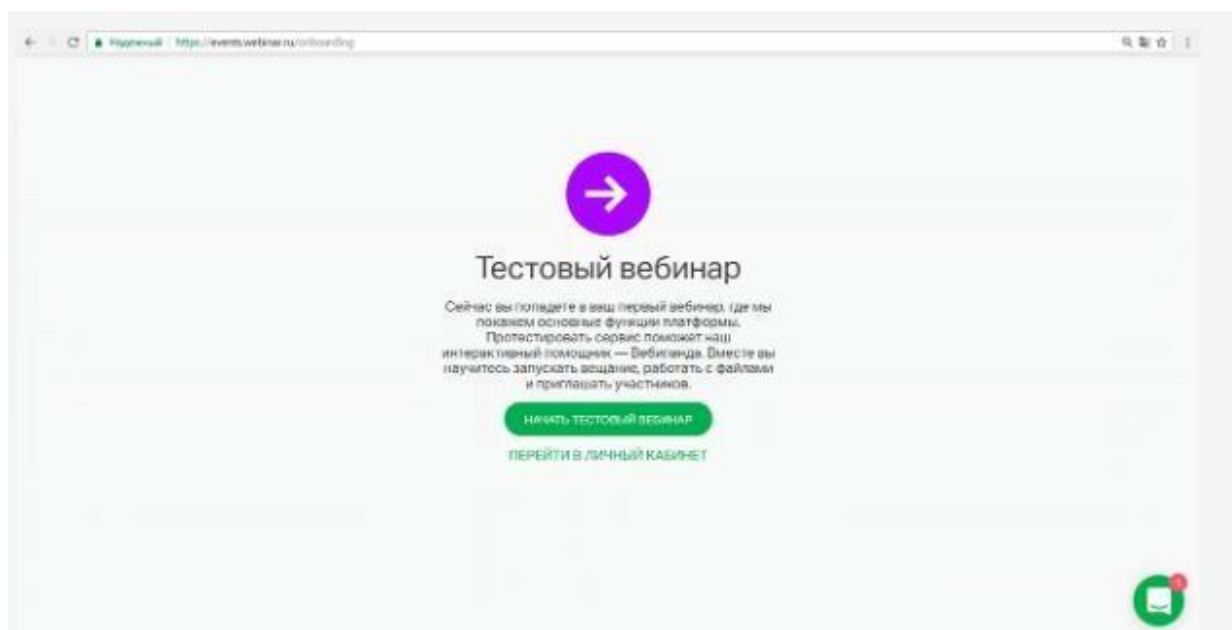 Надежный https://events.webinar.ru/onboarding
Тестовый вебинар
Сейчас вы попадете в ваш первый вебинар, где мы
покажем основные функции платформы.
Протестировать сервис поможет наш
интерактивный помощник — Вебипанда. Вместе вы
научитесь запускать вещание, работать с файлами
и приглашать участников.
НАЧАТЬ ТЕСТОВЫЙ ВЕБИНАР
ПЕРЕЙТИ В ЛИЧНЫЙ КАБИНЕТ
1